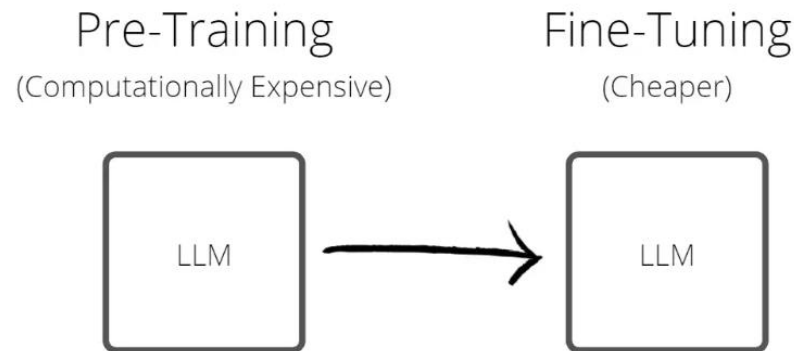 Pre-Training
(Computationally Expensive)
LLM
Fine-Tuning
(Cheaper)
LLM